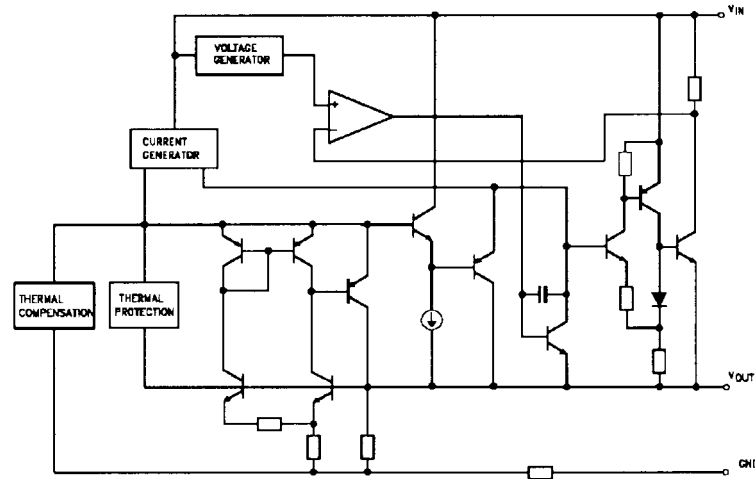 VIN
VOLTAGE
GENERATOR
+
−
CURRENT
GENERATOR
THERMAL
COMPENSATION
THERMAL
PROTECTION
VOUT
GND